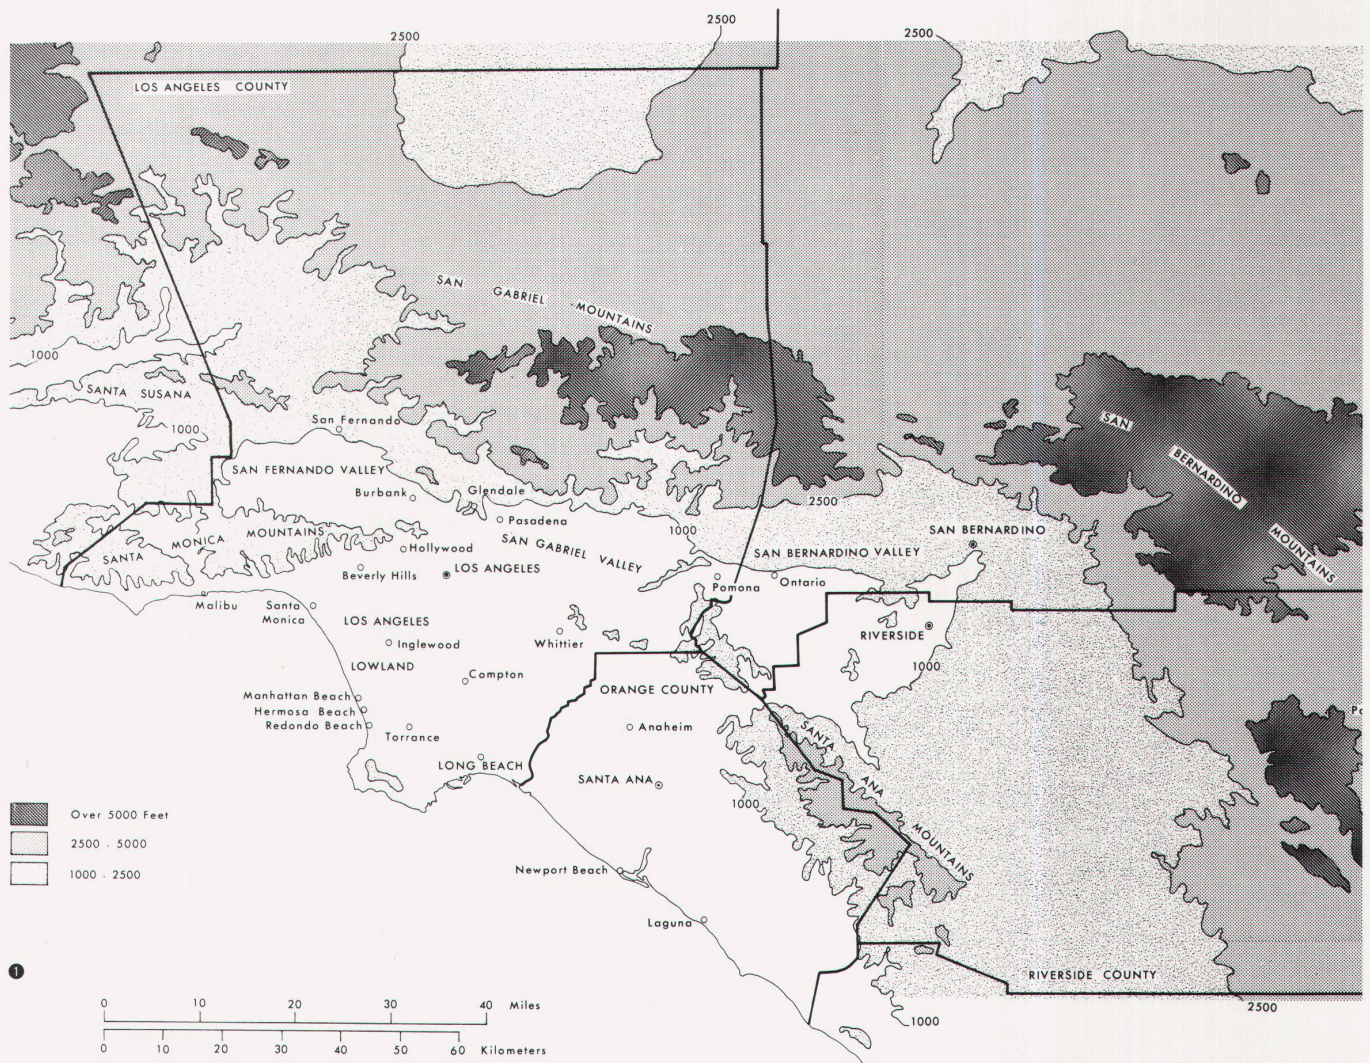 2500
2500
2500
LOS ANGELES COUNTY
SAN GABRIEL MOUNTAINS
1000
SANTA SUSANA
1000
San Fernando
SAN FERNANDO VALLEY
Burbank
Glendale
Pasadena
2500
1000
SAN BERNARDINO MOUNTAINS
SANTA MONICA MOUNTAINS
Hollywood
SAN GABRIEL VALLEY
SAN BERNARDINO VALLEY
SAN BERNARDINO
Beverly Hills
LOS ANGELES
Pomona
Ontario
Malibu
Santa
Monica
LOS ANGELES
LOWLAND
Inglewood
Whittier
RIVERSIDE
1000
Compton
ORANGE COUNTY
Manhattan Beach
Hermosa Beach
Redondo Beach
Torrance
Anaheim
SANTA ANA MOUNTAINS
LONG BEACH
SANTA ANA
1000
Over 5000 Feet
2500 - 5000
1000 - 2500
Newport Beach
Laguna
RIVERSIDE COUNTY
2500
1000
1
0 10 20 30 40 Miles
0 10 20 30 40 50 60 Kilometers